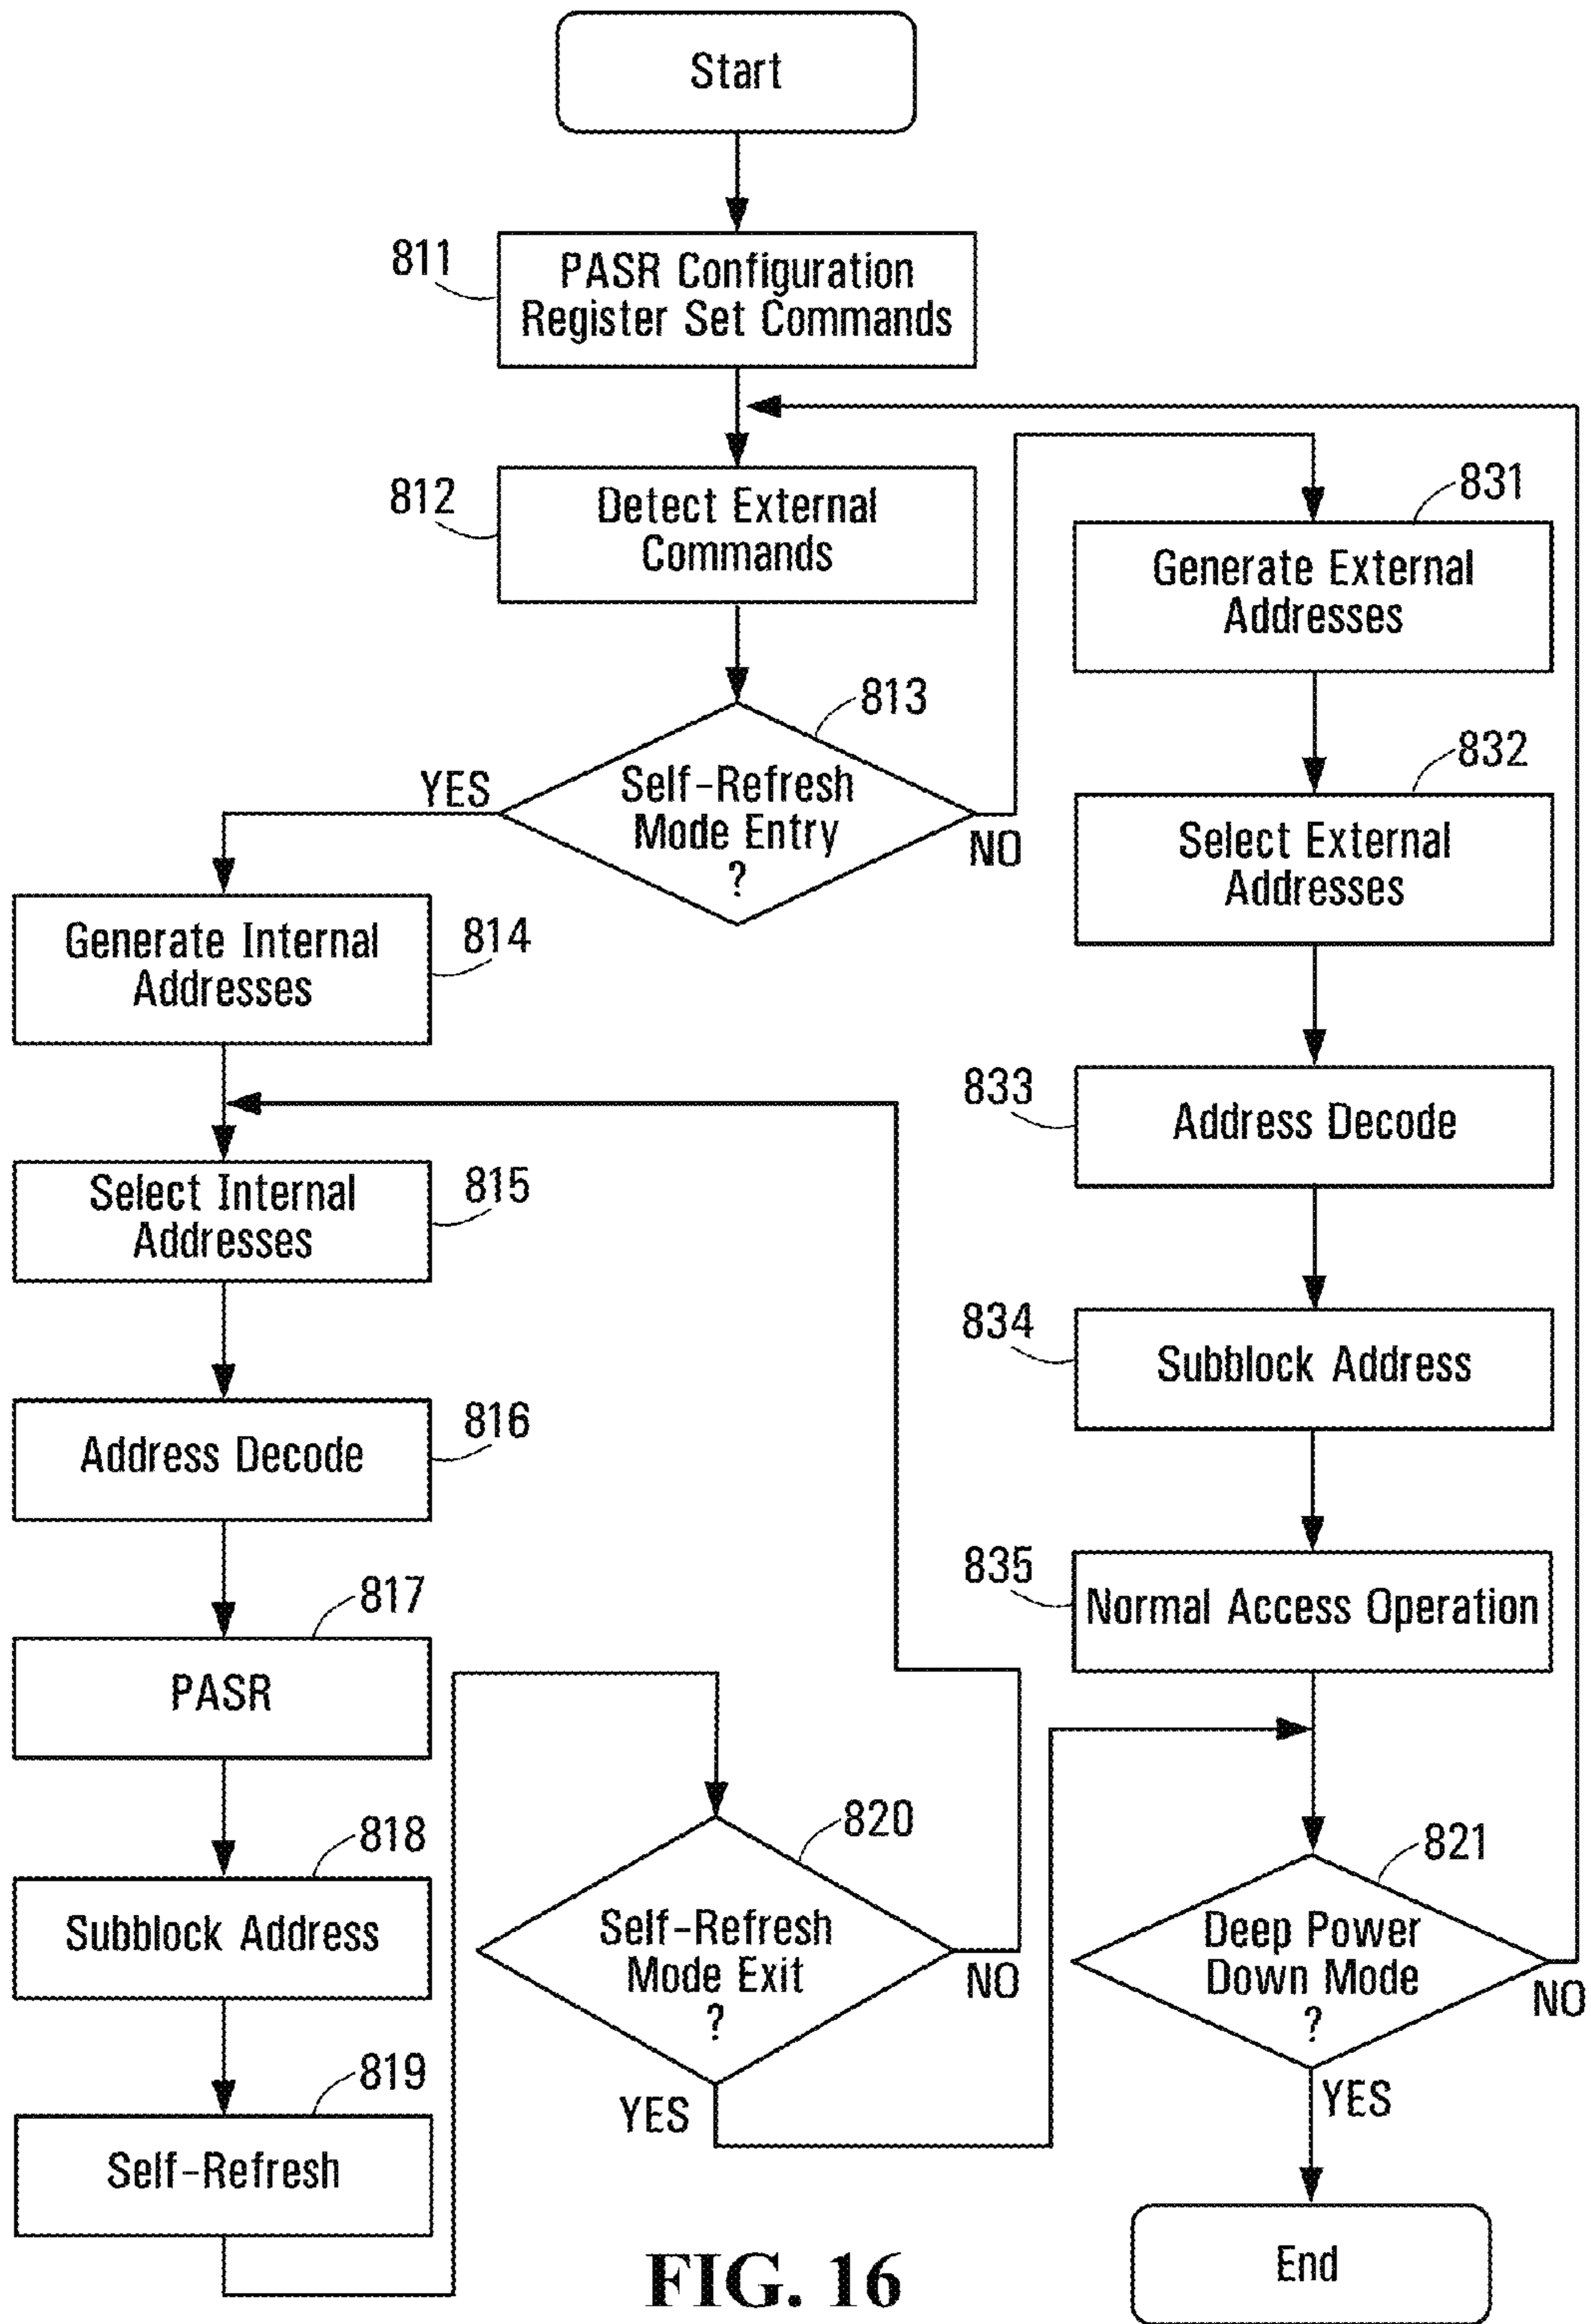 Start
811
PASR Configuration
Register Set Commands
812
Detect External
Commands
813
Self-Refresh
Mode Entry
?
YES
NO
814
Generate Internal
Addresses
815
Select Internal
Addresses
816
Address Decode
817
PASR
818
Subblock Address
819
Self-Refresh
820
Self-Refresh
Mode Exit
?
NO
YES
831
Generate External
Addresses
832
Select External
Addresses
833
Address Decode
834
Subblock Address
835
Normal Access Operation
821
Deep Power
Down Mode
?
NO
YES
End
FIG. 16